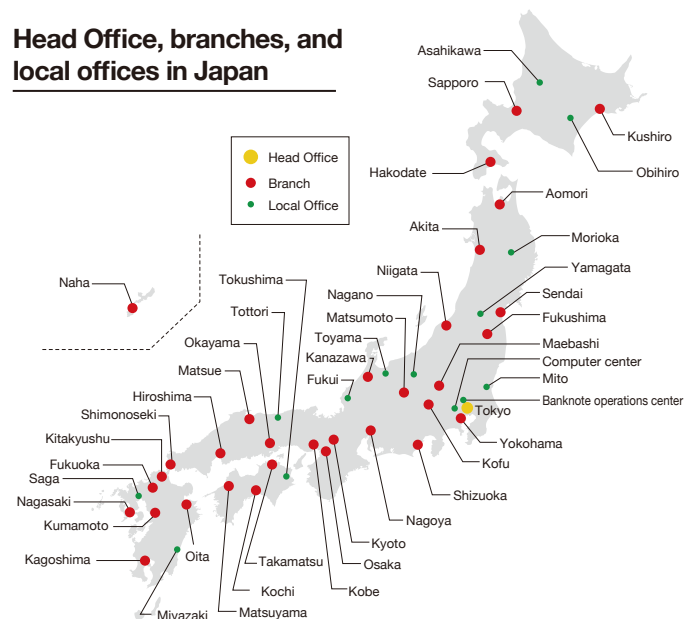 Head Office, branches, and
local offices in Japan
Asahikawa
Sapporo
Kushiro
Head Office
Branch
Local Office
Obihiro
Hakodate
Aomori
Akita
Morioka
Naha
Tokushima
Niigata
Yamagata
Nagano
Sendai
Tottori
Matsumoto
Fukushima
Okayama
Toyama
Maebashi
Kanazawa
Computer center
Matsue
Fukui
Mito
Hiroshima
Banknote operations center
Shimonoseki
Tokyo
Kitakyushu
Yokohama
Fukuoka
Kofu
Saga
Shizuoka
Nagasaki
Nagoya
Kumamoto
Kyoto
Kagoshima
Oita
Takamatsu
Osaka
Kochi
Kobe
Miyazaki
Matsuyama